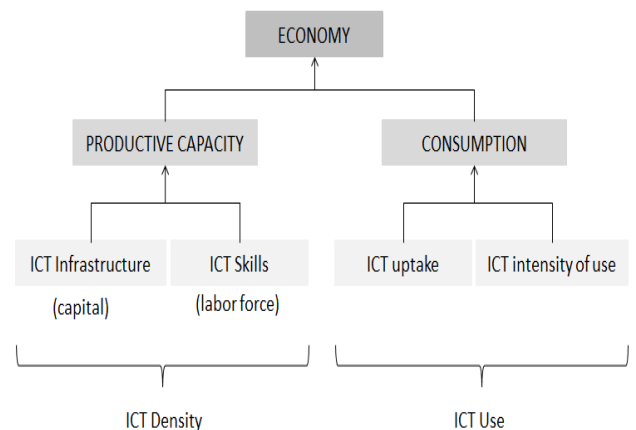 ECONOMY
PRODUCTIVE CAPACITY
CONSUMPTION
ICT Infrastructure
ICT Skills
ICT uptake
ICT intensity of use
(capital)
(labor force)
ICT Density
ICT Use